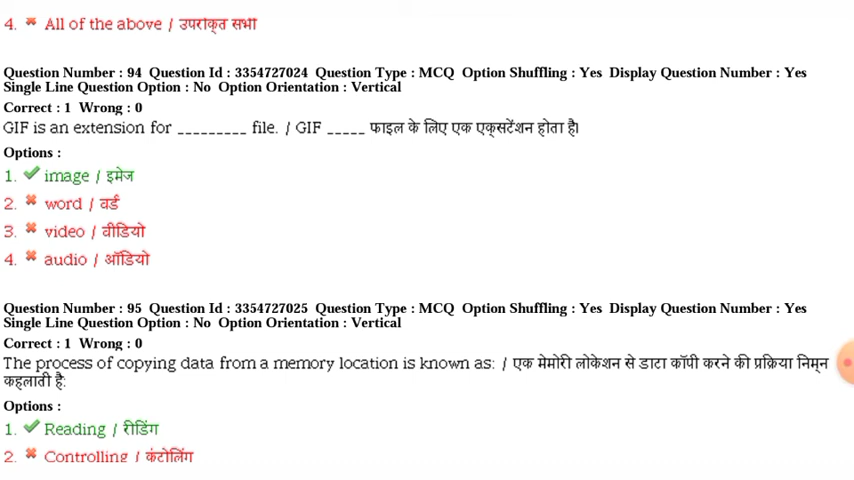 4. All of the above / उपरोक्त सभी
Question Number : 94 Question Id : 3354727024 Question Type : MCQ Option Shuffling : Yes Display Question Number : Yes
Single Line Question Option : No Option Orientation : Vertical
Correct : 1 Wrong : 0
GIF is an extension for _________ file. / GIF _____ फाइल के लिए एक एक्सटेंशन होता है।
Options :
1. image / इमेज
2. word / वर्ड
3. video / वीडियो
4. audio / ऑडियो
Question Number : 95 Question Id : 3354727025 Question Type : MCQ Option Shuffling : Yes Display Question Number : Yes
Single Line Question Option : No Option Orientation : Vertical
Correct : 1 Wrong : 0
The process of copying data from a memory location is known as: / एक मेमोरी लोकेशन से डाटा कॉपी करने की प्रक्रिया निम्न
कहलाती है:
Options :
1. Reading / रीडिंग
2. Controlling / कंटोलिंग